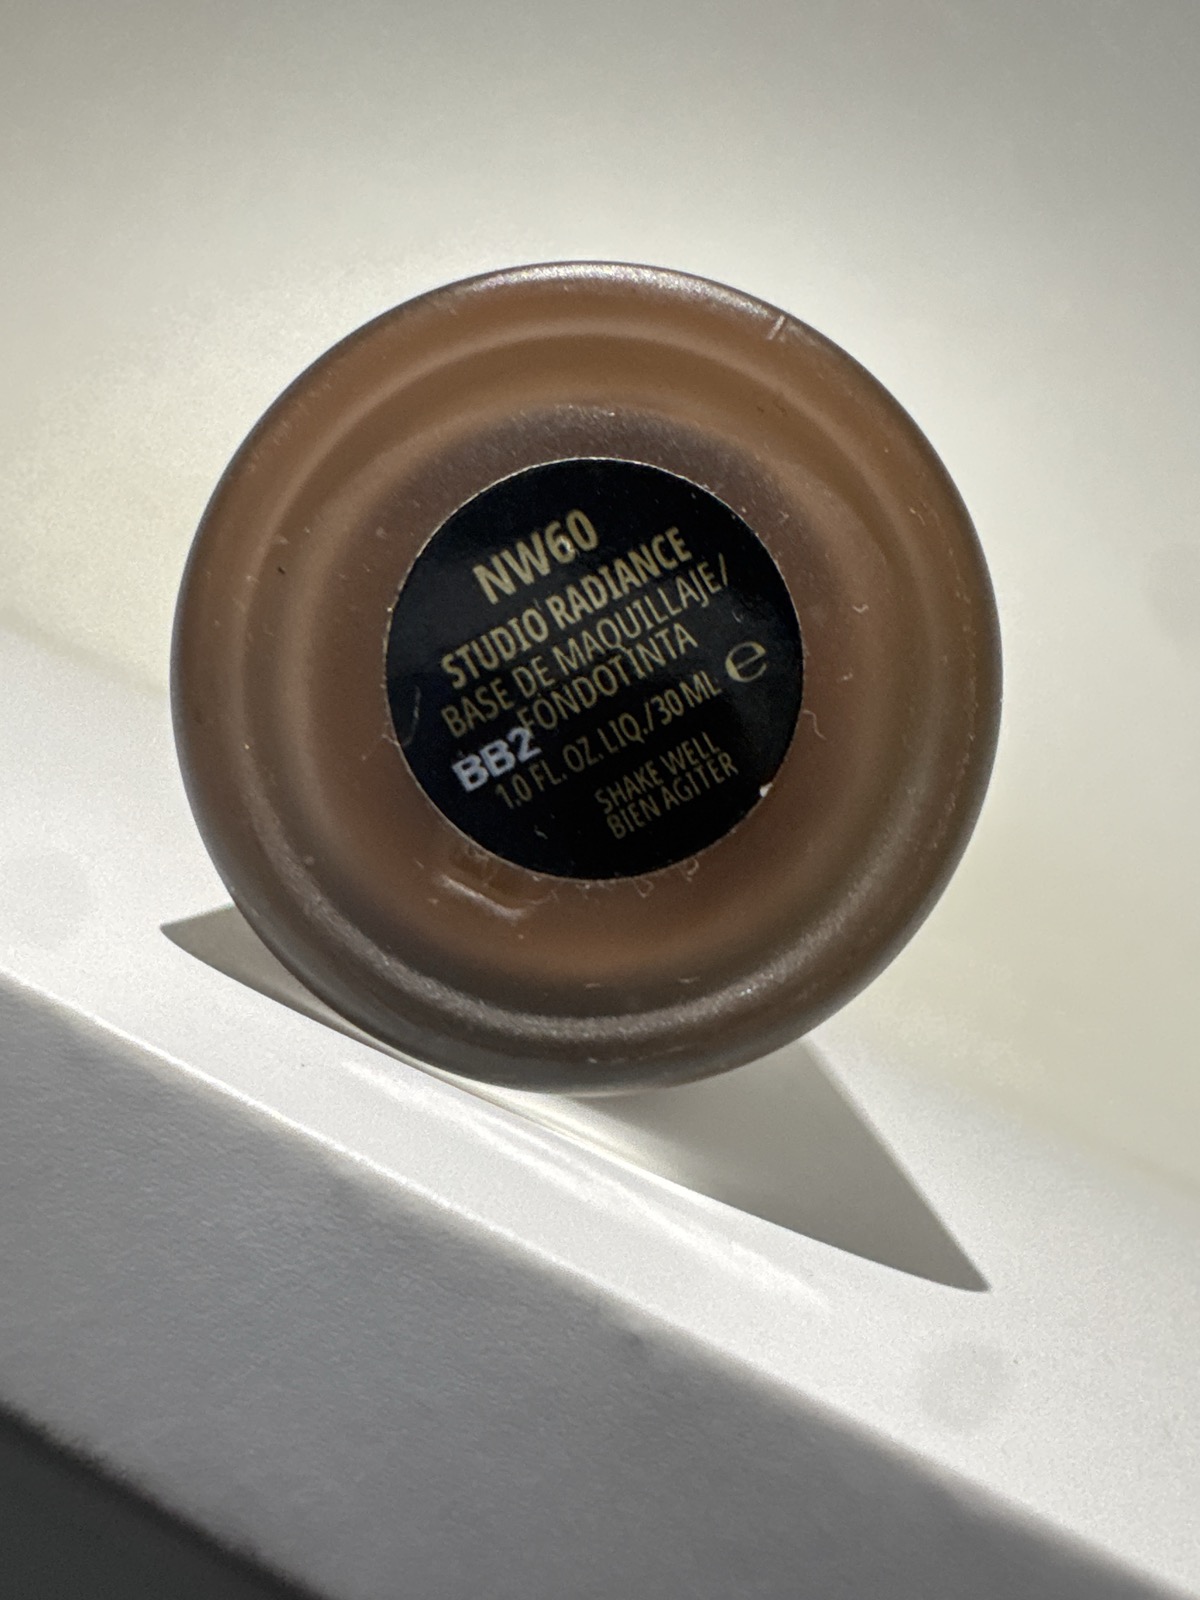 NW60
STUDIO RADIANCE
BASE DE MAQUILLAJE/
FONDOTINTA
BB2
1.0 FL. OZ. LIQ./30 ML e
SHAKE WELL
BIEN AGITER